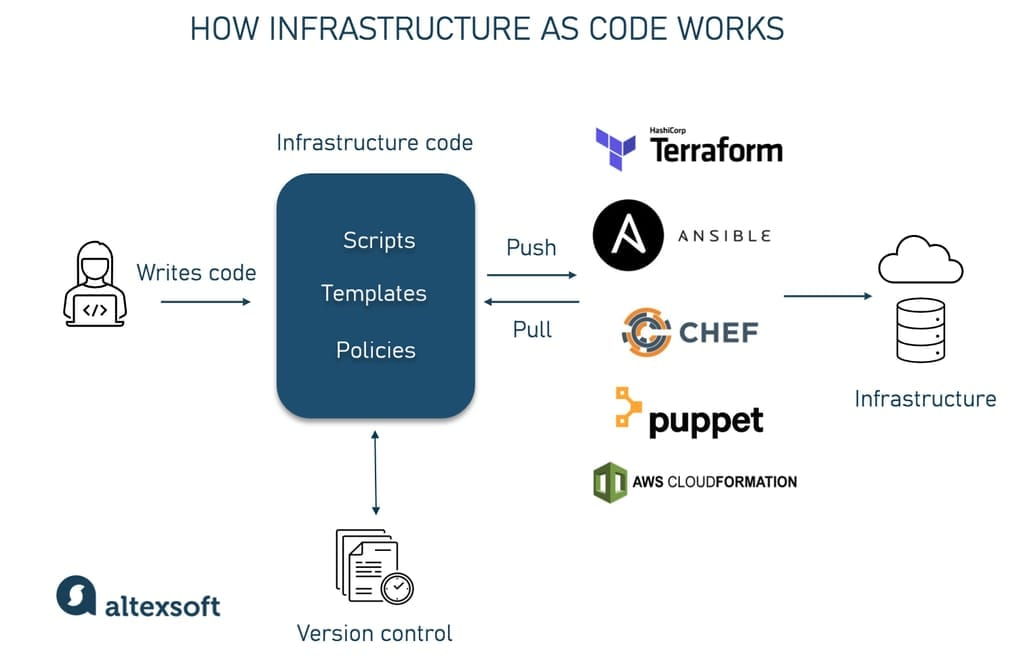 HOW INFRASTRUCTURE AS CODE WORKS
Infrastructure code
Writes code
</>
Scripts
Templates
Policies
Push
Pull
HashiCorp
Terraform
ANSIBLE
CHEF
puppet
AWS CLOUDFORMATION
Infrastructure
Version control
altexsoft